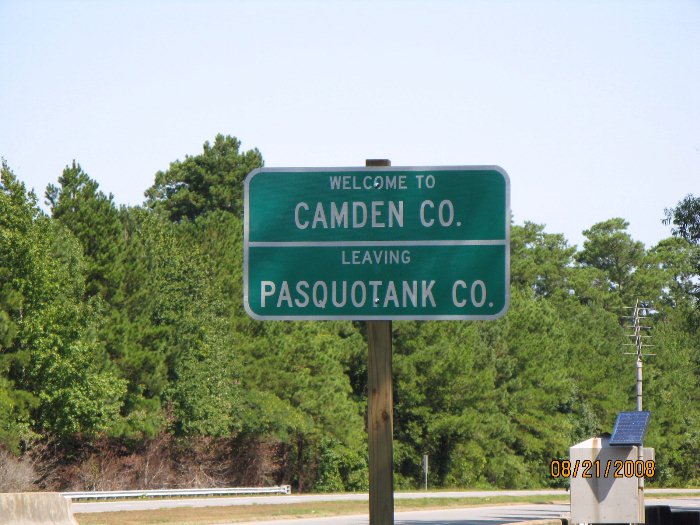 WELCOME TO
CAMDEN CO.
LEAVING
PASQUOTANK CO.
08/21/2008